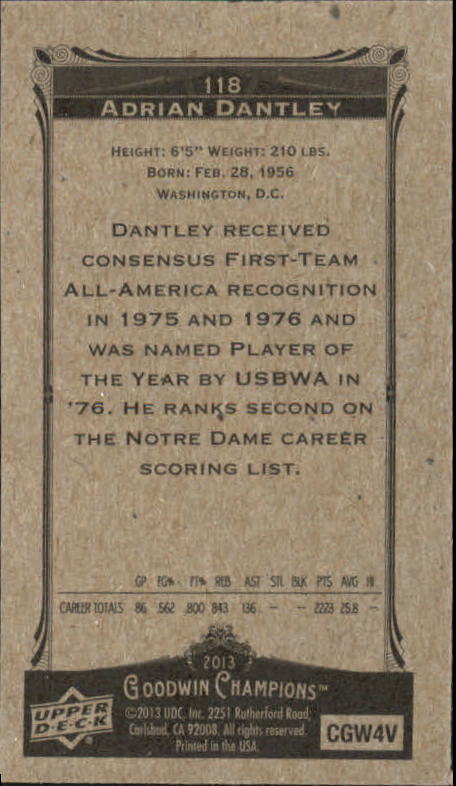 118
ADRIAN DANTLEY
HEIGHT: 6'5" WEIGHT: 210 LBS.
BORN: FEB. 28, 1956
WASHINGTON, D.C.
DANTLEY RECEIVED
CONSENSUS FIRST-TEAM
ALL-AMERICA RECOGNITION
IN 1975 AND 1976 AND
WAS NAMED PLAYER OF
THE YEAR BY USBWA IN
'76. HE RANKS SECOND ON
THE NOTRE DAME CAREER
SCORING LIST.
GP FG% FT% REB AST STL BLK PTS AVG HI
CAREER TOTALS 86 .562 .800 843 136 – – 2223 25.8 –
2013
GOODWIN CHAMPIONS™
UPPER
D·E·C·K
©2013 UDC, Inc. 2251 Rutherford Road,
Carlsbad, CA 92008. All rights reserved.
Printed in the USA.
CGW4V